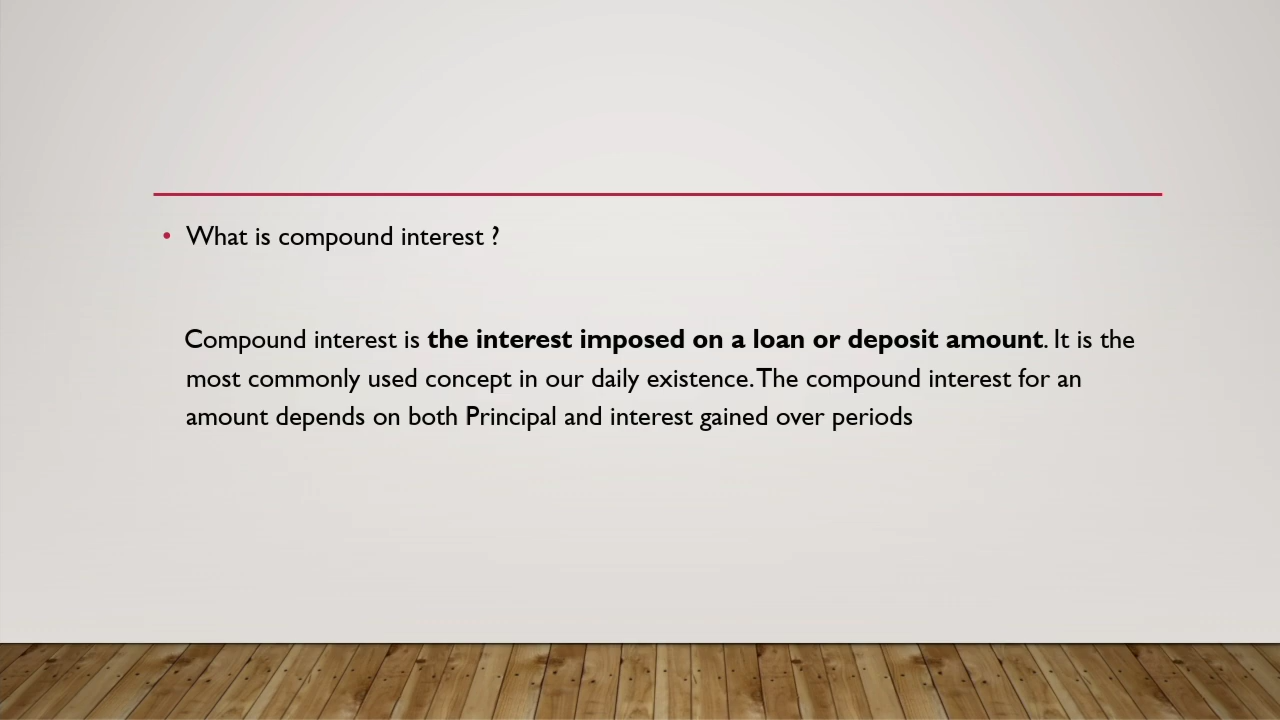 • What is compound interest ?
Compound interest is the interest imposed on a loan or deposit amount. It is the
most commonly used concept in our daily existence. The compound interest for an
amount depends on both Principal and interest gained over periods